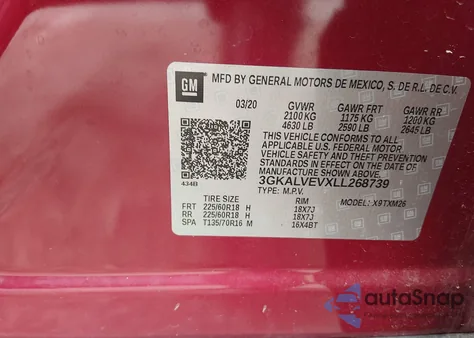 GM
MFD BY GENERAL MOTORS DE MEXICO, S. DE R.L. DE C.V.
03/20 GVWR GAWR FRT GAWR RR
2100 KG 1175 KG 1200 KG
4630 LB 2590 LB 2645 LB
THIS VEHICLE CONFORMS TO ALL
APPLICABLE U.S. FEDERAL MOTOR
VEHICLE SAFETY AND THEFT PREVENTION
STANDARDS IN EFFECT ON THE DATE OF
MANUFACTURE SHOWN ABOVE.
3GKALVEVXLL268739
434B TYPE: M.P.V. MODEL: X9TXM26
TIRE SIZE RIM
FRT 225/60R18 H 18X7J
RR 225/60R18 H 18X7J
SPA T135/70R16 M 16X4BT
autoSnap